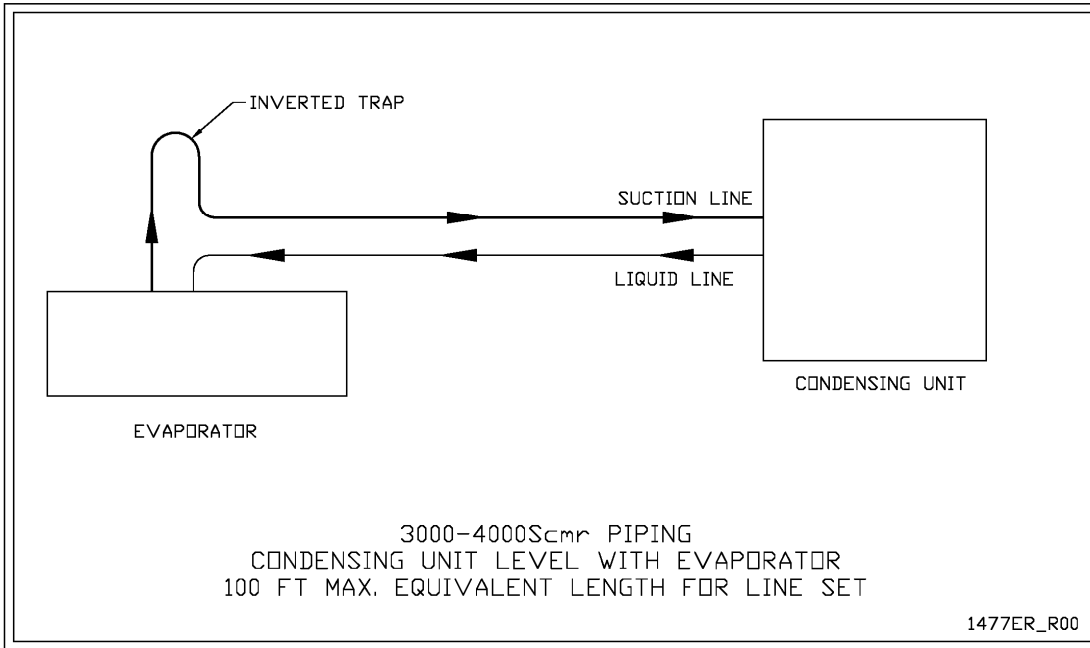 INVERTED TRAP
SUCTION LINE
LIQUID LINE
CONDENSING UNIT
EVAPORATOR
3000-4000Scmr PIPING
CONDENSING UNIT LEVEL WITH EVAPORATOR
100 FT MAX. EQUIVALENT LENGTH FOR LINE SET
1477ER_R00